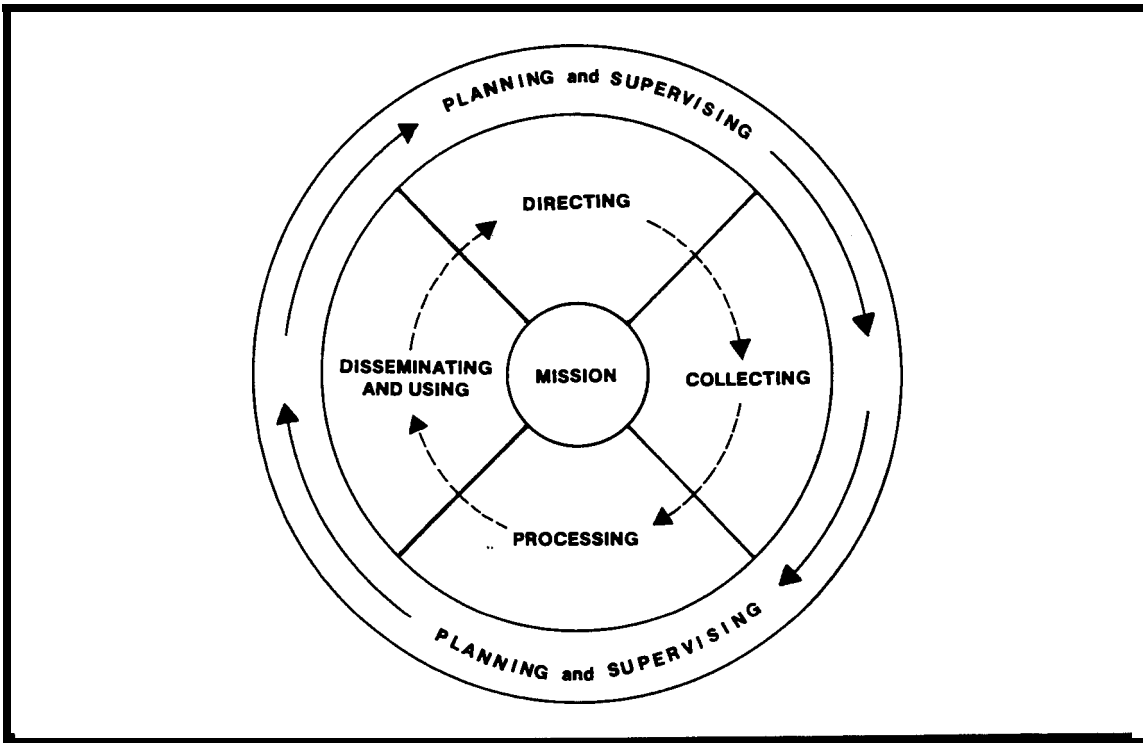 PLANNING and SUPERVISING
DIRECTING
DISSEMINATING
AND USING
MISSION
COLLECTING
PROCESSING
PLANNING and SUPERVISING